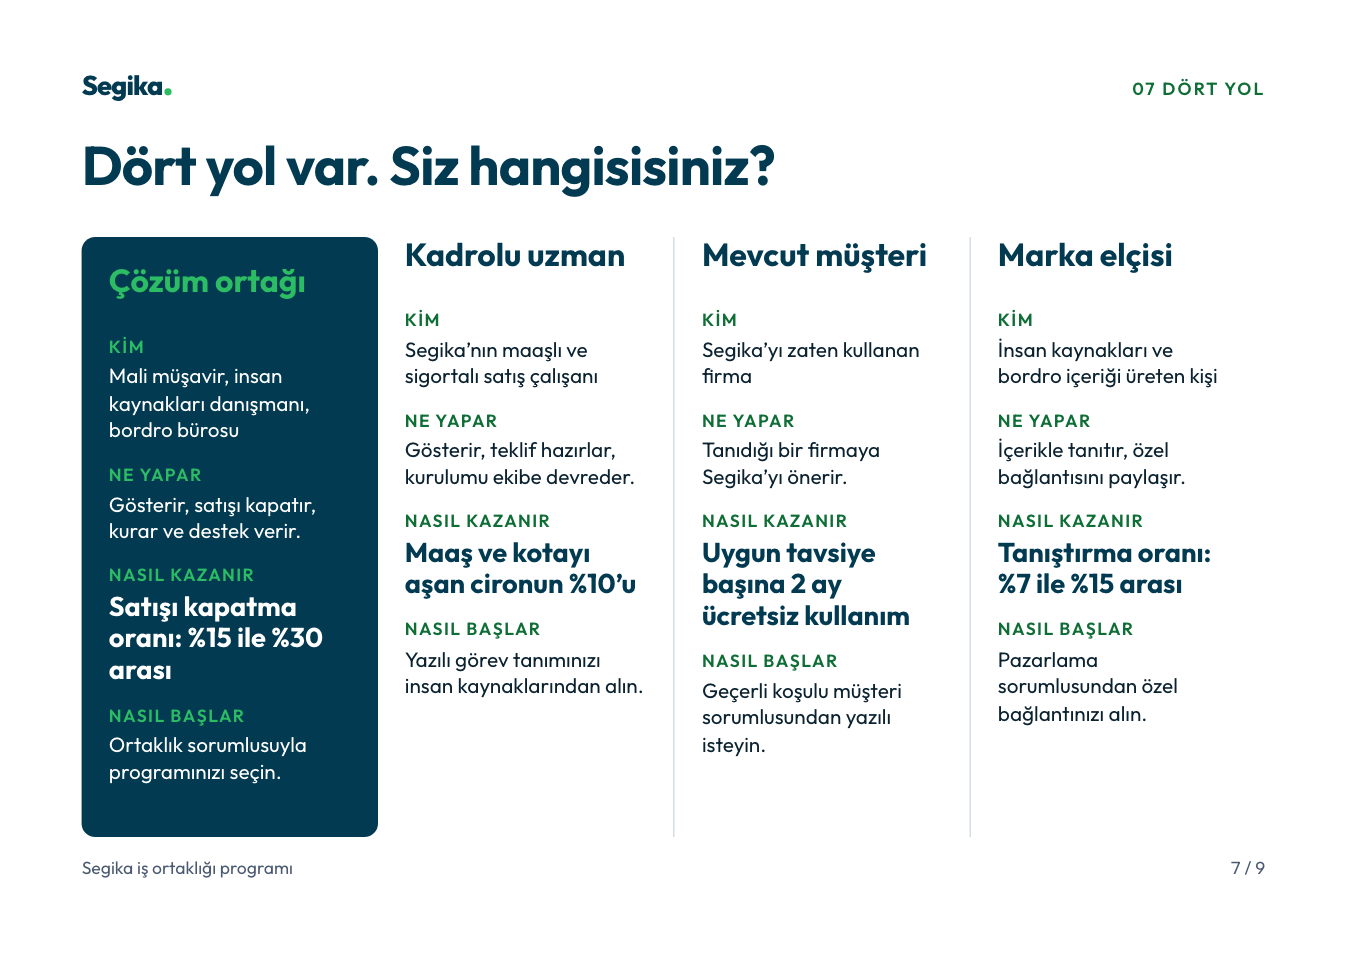 Segika.
07 DÖRT YOL
Dört yol var. Siz hangisisiniz?
Çözüm ortağı
KİM
Mali müşavir, insan
kaynakları danışmanı,
bordro bürosu
NE YAPAR
Gösterir, satışı kapatır,
kurar ve destek verir.
NASIL KAZANIR
Satışı kapatma
oranı: %15 ile %30
arası
NASIL BAŞLAR
Ortaklık sorumlusuyla
programınızı seçin.
Kadrolu uzman
KİM
Segika’nın maaşlı ve
sigortalı satış çalışanı
NE YAPAR
Gösterir, teklif hazırlar,
kurulumu ekibe devreder.
NASIL KAZANIR
Maaş ve kotayı
aşan cironun %10’u
NASIL BAŞLAR
Yazılı görev tanımınızı
insan kaynaklarından alın.
Mevcut müşteri
KİM
Segika’yı zaten kullanan
firma
NE YAPAR
Tanıdığı bir firmaya
Segika’yı önerir.
NASIL KAZANIR
Uygun tavsiye
başına 2 ay
ücretsiz kullanım
NASIL BAŞLAR
Geçerli koşulu müşteri
sorumlusundan yazılı
isteyin.
Marka elçisi
KİM
İnsan kaynakları ve
bordro içeriği üreten kişi
NE YAPAR
İçerikle tanıtır, özel
bağlantısını paylaşır.
NASIL KAZANIR
Tanıştırma oranı:
%7 ile %15 arası
NASIL BAŞLAR
Pazarlama
sorumlusundan özel
bağlantınızı alın.
Segika iş ortaklığı programı
7 / 9